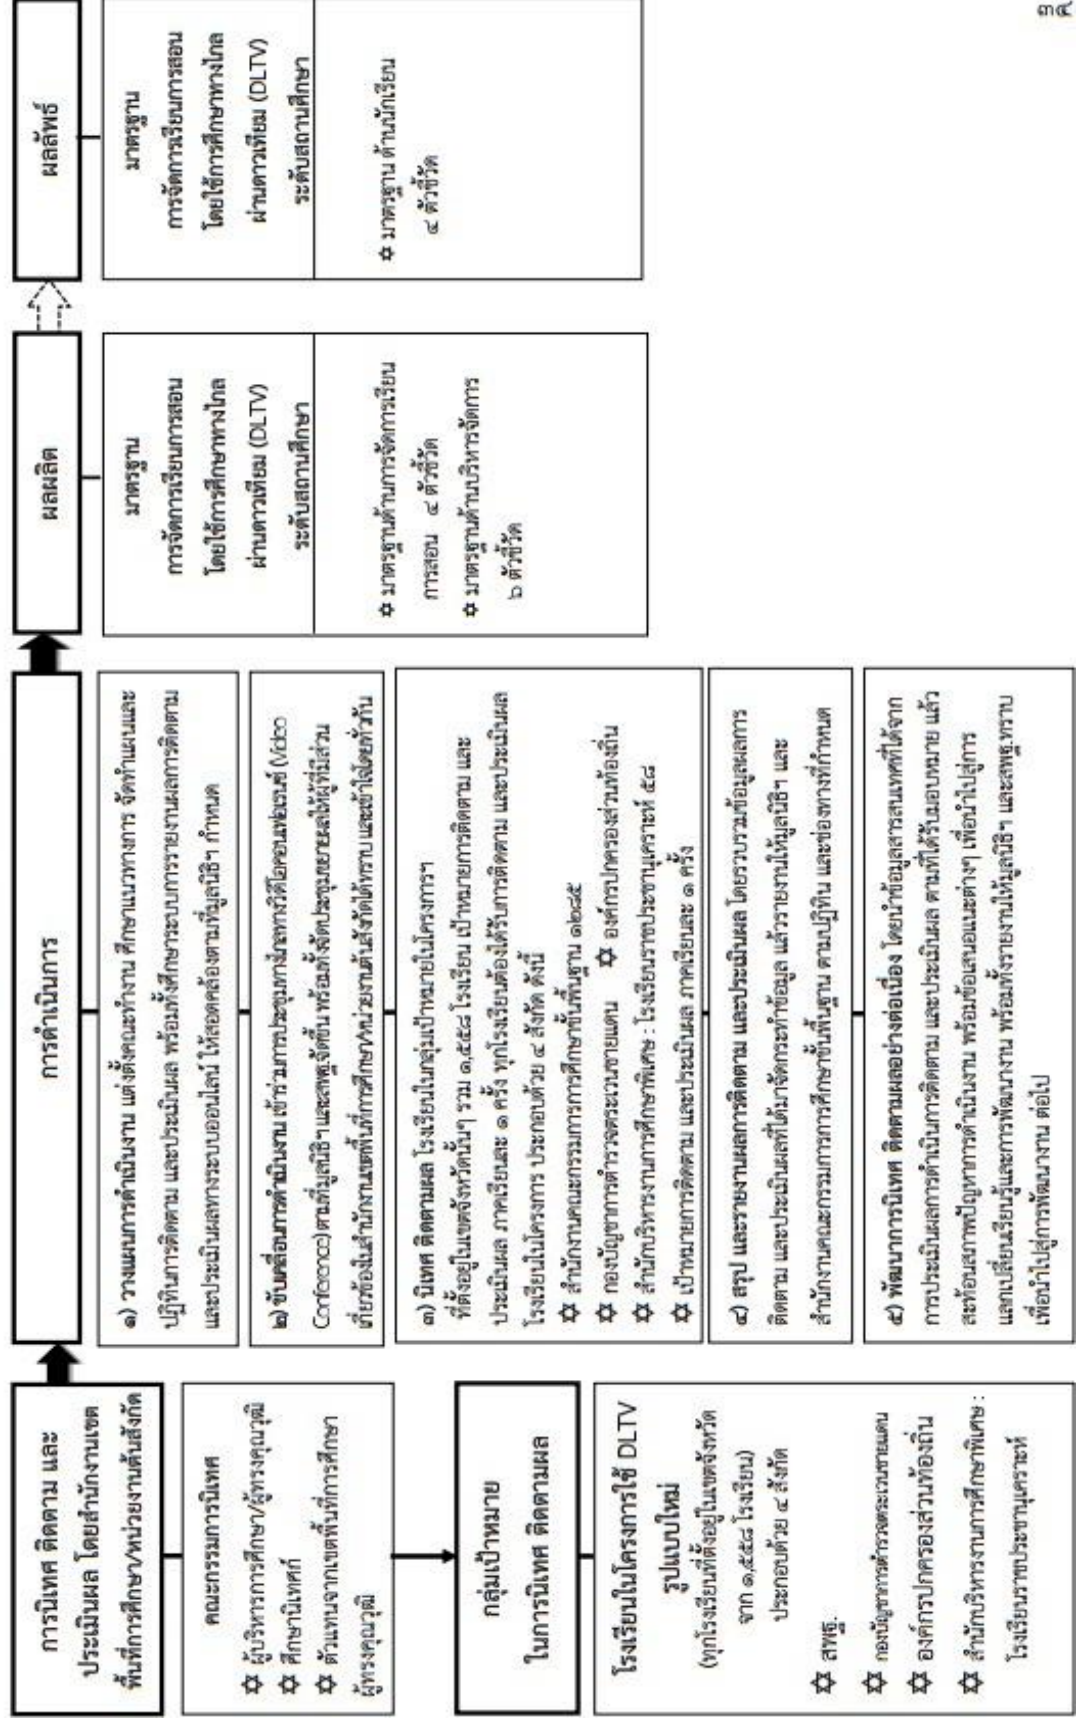 การนิเทศ ติดตาม และ
ประเมินผล โดยสำนักงานเขต
พื้นที่การศึกษา/หน่วยงานต้นสังกัด
คณะกรรมการนิเทศ
✡ ผู้บริหารการศึกษา/ผู้ทรงคุณวุฒิ
✡ ศึกษานิเทศก์
✡ ตัวแทนจากเขตพื้นที่การศึกษา
ผู้ทรงคุณวุฒิ
กลุ่มเป้าหมาย
ในการนิเทศ ติดตามผล
โรงเรียนในโครงการใช้ DLTV
รูปแบบใหม่
(ทุกโรงเรียนที่ตั้งอยู่ในเขตจังหวัด
จาก ๑,๕๕๘ โรงเรียน)
ประกอบด้วย ๔ สังกัด
✡ สพฐ.
✡ กองบัญชาการตำรวจตระเวนชายแดน
✡ องค์กรปกครองส่วนท้องถิ่น
✡ สำนักบริหารงานการศึกษาพิเศษ :
โรงเรียนราชประชานุเคราะห์
การดำเนินการ
๑) วางแผนการดำเนินงาน แต่งตั้งคณะทำงาน ศึกษาแนวทางการ จัดทำแผนและ
ปฏิทินการติดตาม และประเมินผล พร้อมทั้งศึกษาระบบการรายงานผลการติดตาม
และประเมินผลทางระบบออนไลน์ ให้สอดคล้องตามที่มูลนิธิฯ กำหนด
๒) ขับเคลื่อนการดำเนินงาน เข้าร่วมการประชุมทางไกลทางวิดีโอคอนเฟอเรนซ์ (Video
Conference) ตามที่มูลนิธิฯ และสพฐ.จัดขึ้น พร้อมทั้งจัดประชุมขยายผลให้ผู้ที่มีส่วน
เกี่ยวข้องในสำนักงานเขตพื้นที่การศึกษา/หน่วยงานต้นสังกัดได้ทราบ และเข้าใจโดยทั่วกัน
๓) นิเทศ ติดตามผล โรงเรียนในกลุ่มเป้าหมายในโครงการฯ
ที่ตั้งอยู่ในเขตจังหวัดนั้นๆ รวม ๑,๕๕๘ โรงเรียน เป้าหมายการติดตาม และ
ประเมินผล ภาคเรียนละ ๑ ครั้ง ทุกโรงเรียนต้องได้รับการติดตาม และประเมินผล
โรงเรียนในโครงการ ประกอบด้วย ๔ สังกัด ดังนี้
✡ สำนักงานคณะกรรมการการศึกษาขั้นพื้นฐาน ๑๒๘๕
✡ กองบัญชาการตำรวจตระเวนชายแดน ✡ องค์กรปกครองส่วนท้องถิ่น
✡ สำนักบริหารงานการศึกษาพิเศษ : โรงเรียนราชประชานุเคราะห์ ๕๘
✡ เป้าหมายการติดตาม และประเมินผล ภาคเรียนละ ๑ ครั้ง
๔) สรุป และรายงานผลการติดตาม และประเมินผล โดยรวบรวมข้อมูลผลการ
ติดตาม และประเมินผลที่ได้มาจัดกระทำข้อมูล แล้วรายงานให้มูลนิธิฯ และ
สำนักงานคณะกรรมการการศึกษาขั้นพื้นฐาน ตามปฏิทิน และช่องทางที่กำหนด
๕) พัฒนาการนิเทศ ติดตามผลอย่างต่อเนื่อง โดยนำข้อมูลสารสนเทศที่ได้จาก
การประเมินผลการดำเนินการติดตาม และประเมินผล ตามที่ได้รับมอบหมาย แล้ว
สะท้อนสภาพปัญหาการดำเนินงาน พร้อมข้อเสนอแนะต่างๆ เพื่อนำไปสู่การ
แลกเปลี่ยนเรียนรู้และการพัฒนางาน พร้อมทั้งรายงานให้มูลนิธิฯ และสพฐ.ทราบ
เพื่อนำไปสู่การพัฒนางาน ต่อไป
ผลผลิต
มาตรฐาน
การจัดการเรียนการสอน
โดยใช้การศึกษาทางไกล
ผ่านดาวเทียม (DLTV)
ระดับสถานศึกษา
✡ มาตรฐานด้านการจัดการเรียน
การสอน ๔ ตัวชี้วัด
✡ มาตรฐานด้านบริหารจัดการ
๖ ตัวชี้วัด
ผลลัพธ์
มาตรฐาน
การจัดการเรียนการสอน
โดยใช้การศึกษาทางไกล
ผ่านดาวเทียม (DLTV)
ระดับสถานศึกษา
✡ มาตรฐาน ด้านนักเรียน
๔ ตัวชี้วัด